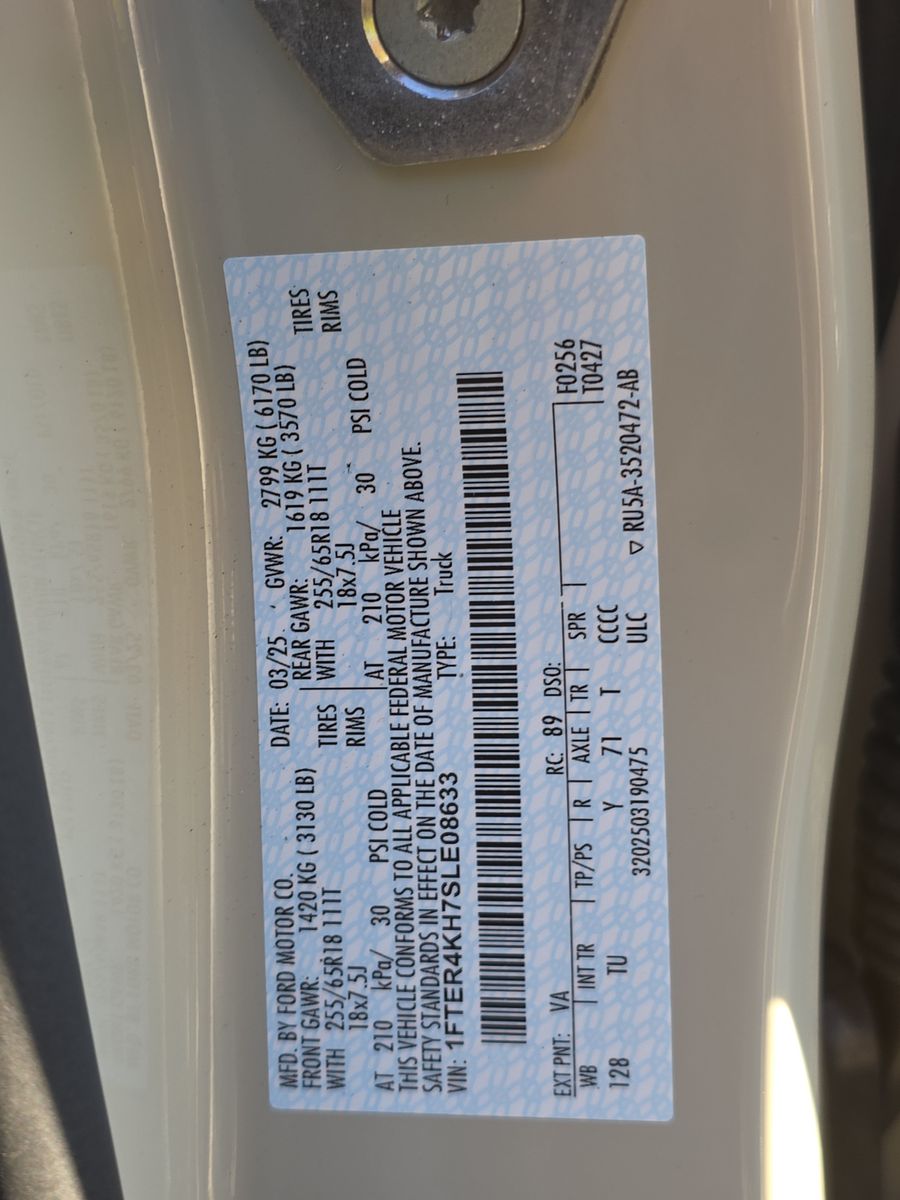 MFD. BY FORD MOTOR CO.
DATE: 03/25 GVWR: 2799 KG ( 6170 LB)
FRONT GAWR: 1420 KG ( 3130 LB) REAR GAWR: 1619 KG ( 3570 LB)
WITH 255/65R18 111T TIRES WITH 255/65R18 111T TIRES
18x7.5J RIMS 18x7.5J RIMS
AT 210 kPa/ 30 PSI COLD AT 210 kPa/ 30 PSI COLD
THIS VEHICLE CONFORMS TO ALL APPLICABLE FEDERAL MOTOR VEHICLE
SAFETY STANDARDS IN EFFECT ON THE DATE OF MANUFACTURE SHOWN ABOVE.
VIN: 1FTER4KH7SLE08633 TYPE: Truck
EXT PNT: VA RC: 89 DSO: F0256
WB INT TR TP/PS R AXLE TR SPR T0427
128 TU Y 71 T CCCC
3202503190475 ULC ▽ RU5A-3520472-AB